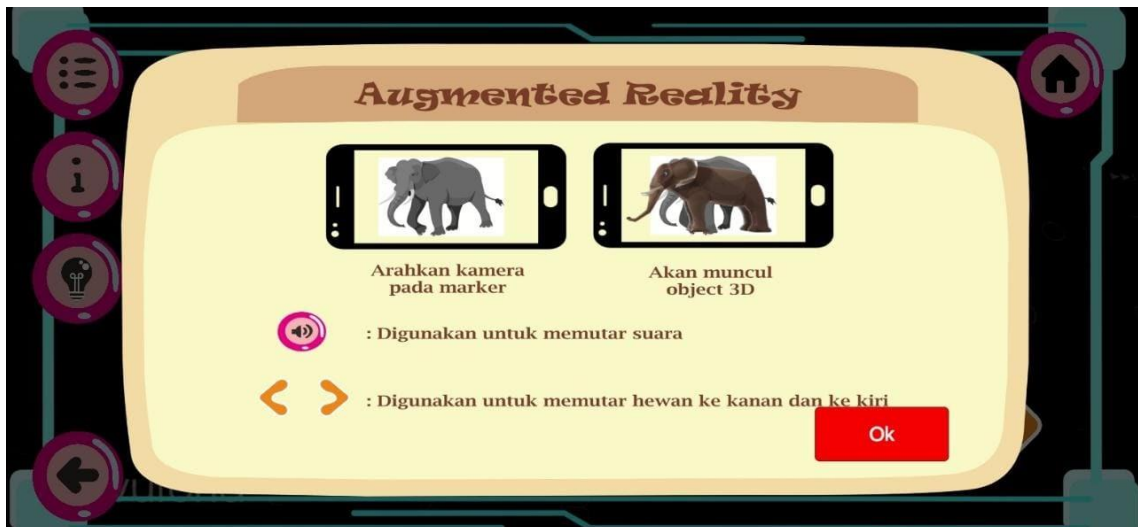 Augmented Reality
Arahkan kamera
pada marker
Akan muncul
object 3D
: Digunakan untuk memutar suara
: Digunakan untuk memutar hewan ke kanan dan ke kiri
Ok